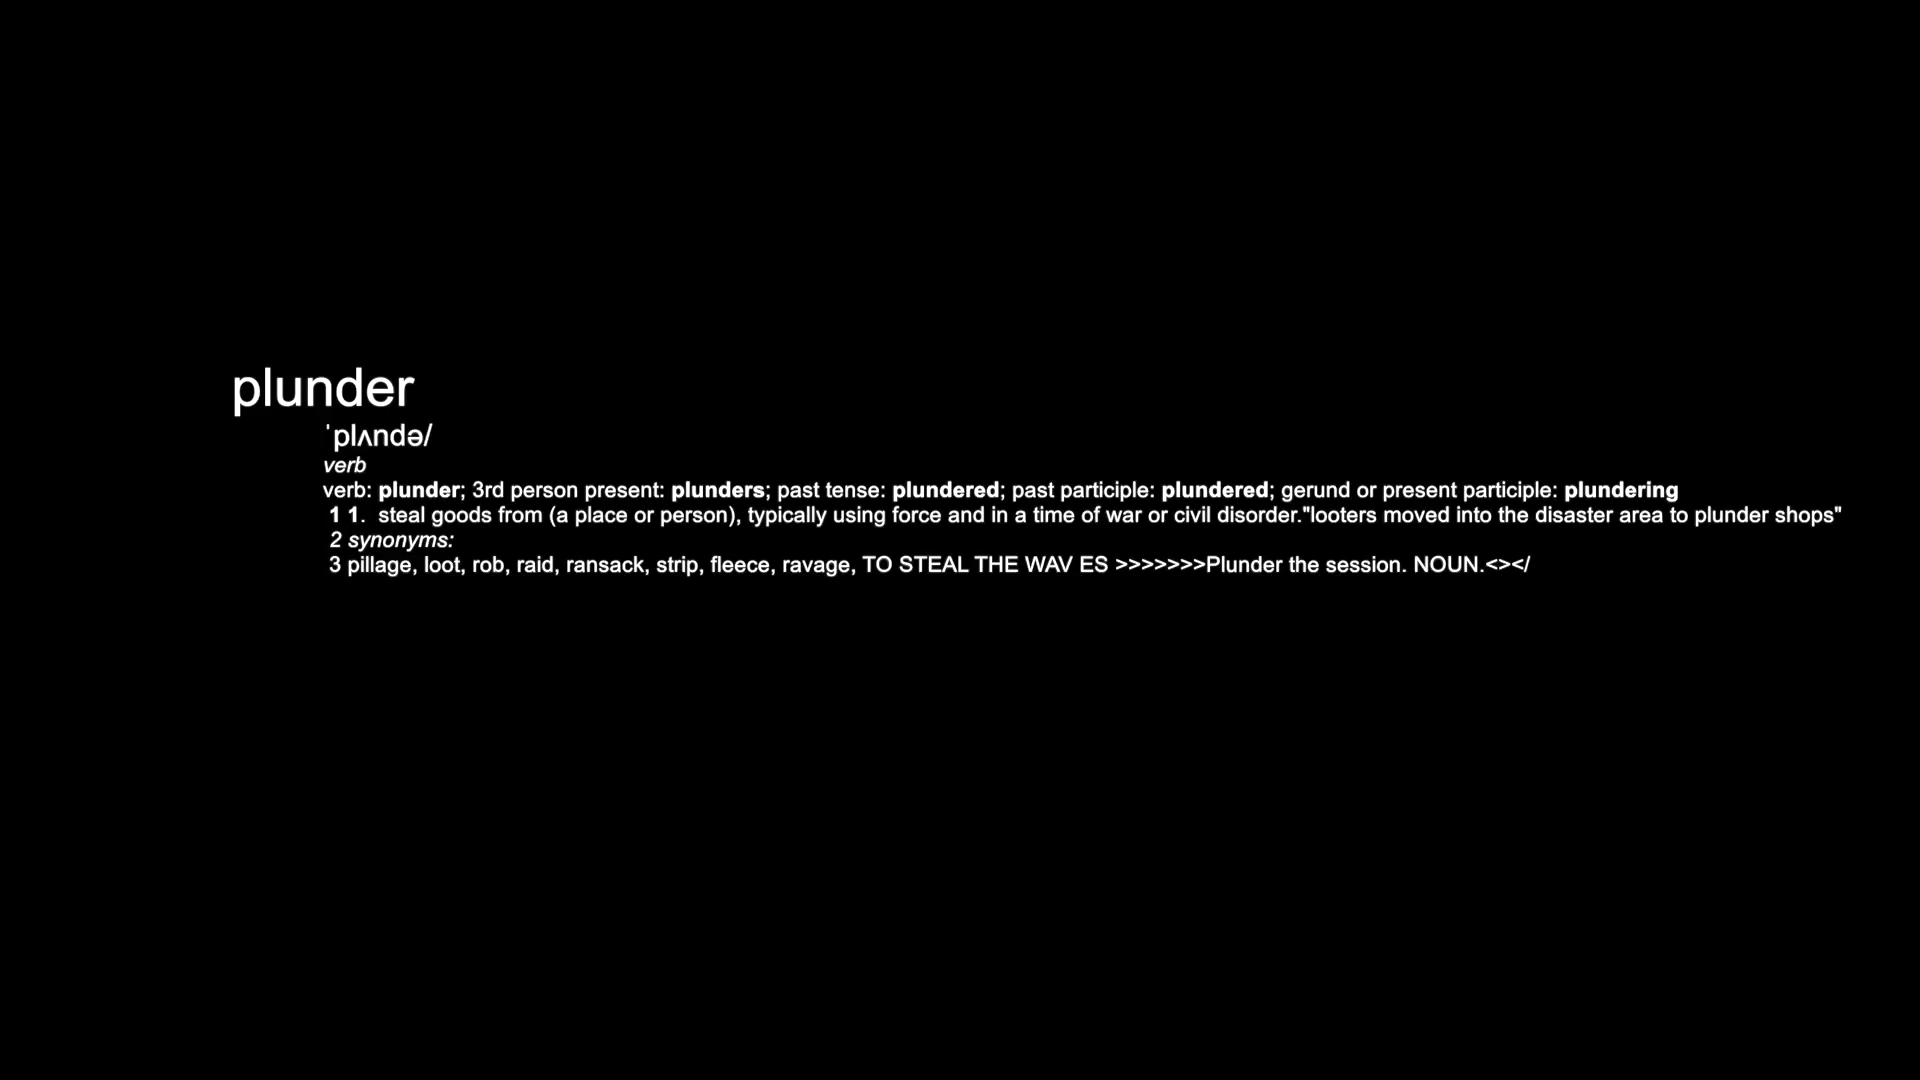 plunder
ˈplʌndə/
verb
verb: plunder; 3rd person present: plunders; past tense: plundered; past participle: plundered; gerund or present participle: plundering
1 1. steal goods from (a place or person), typically using force and in a time of war or civil disorder."looters moved into the disaster area to plunder shops"
2 synonyms:
3 pillage, loot, rob, raid, ransack, strip, fleece, ravage, TO STEAL THE WAV ES >>>>>>>Plunder the session. NOUN.<></